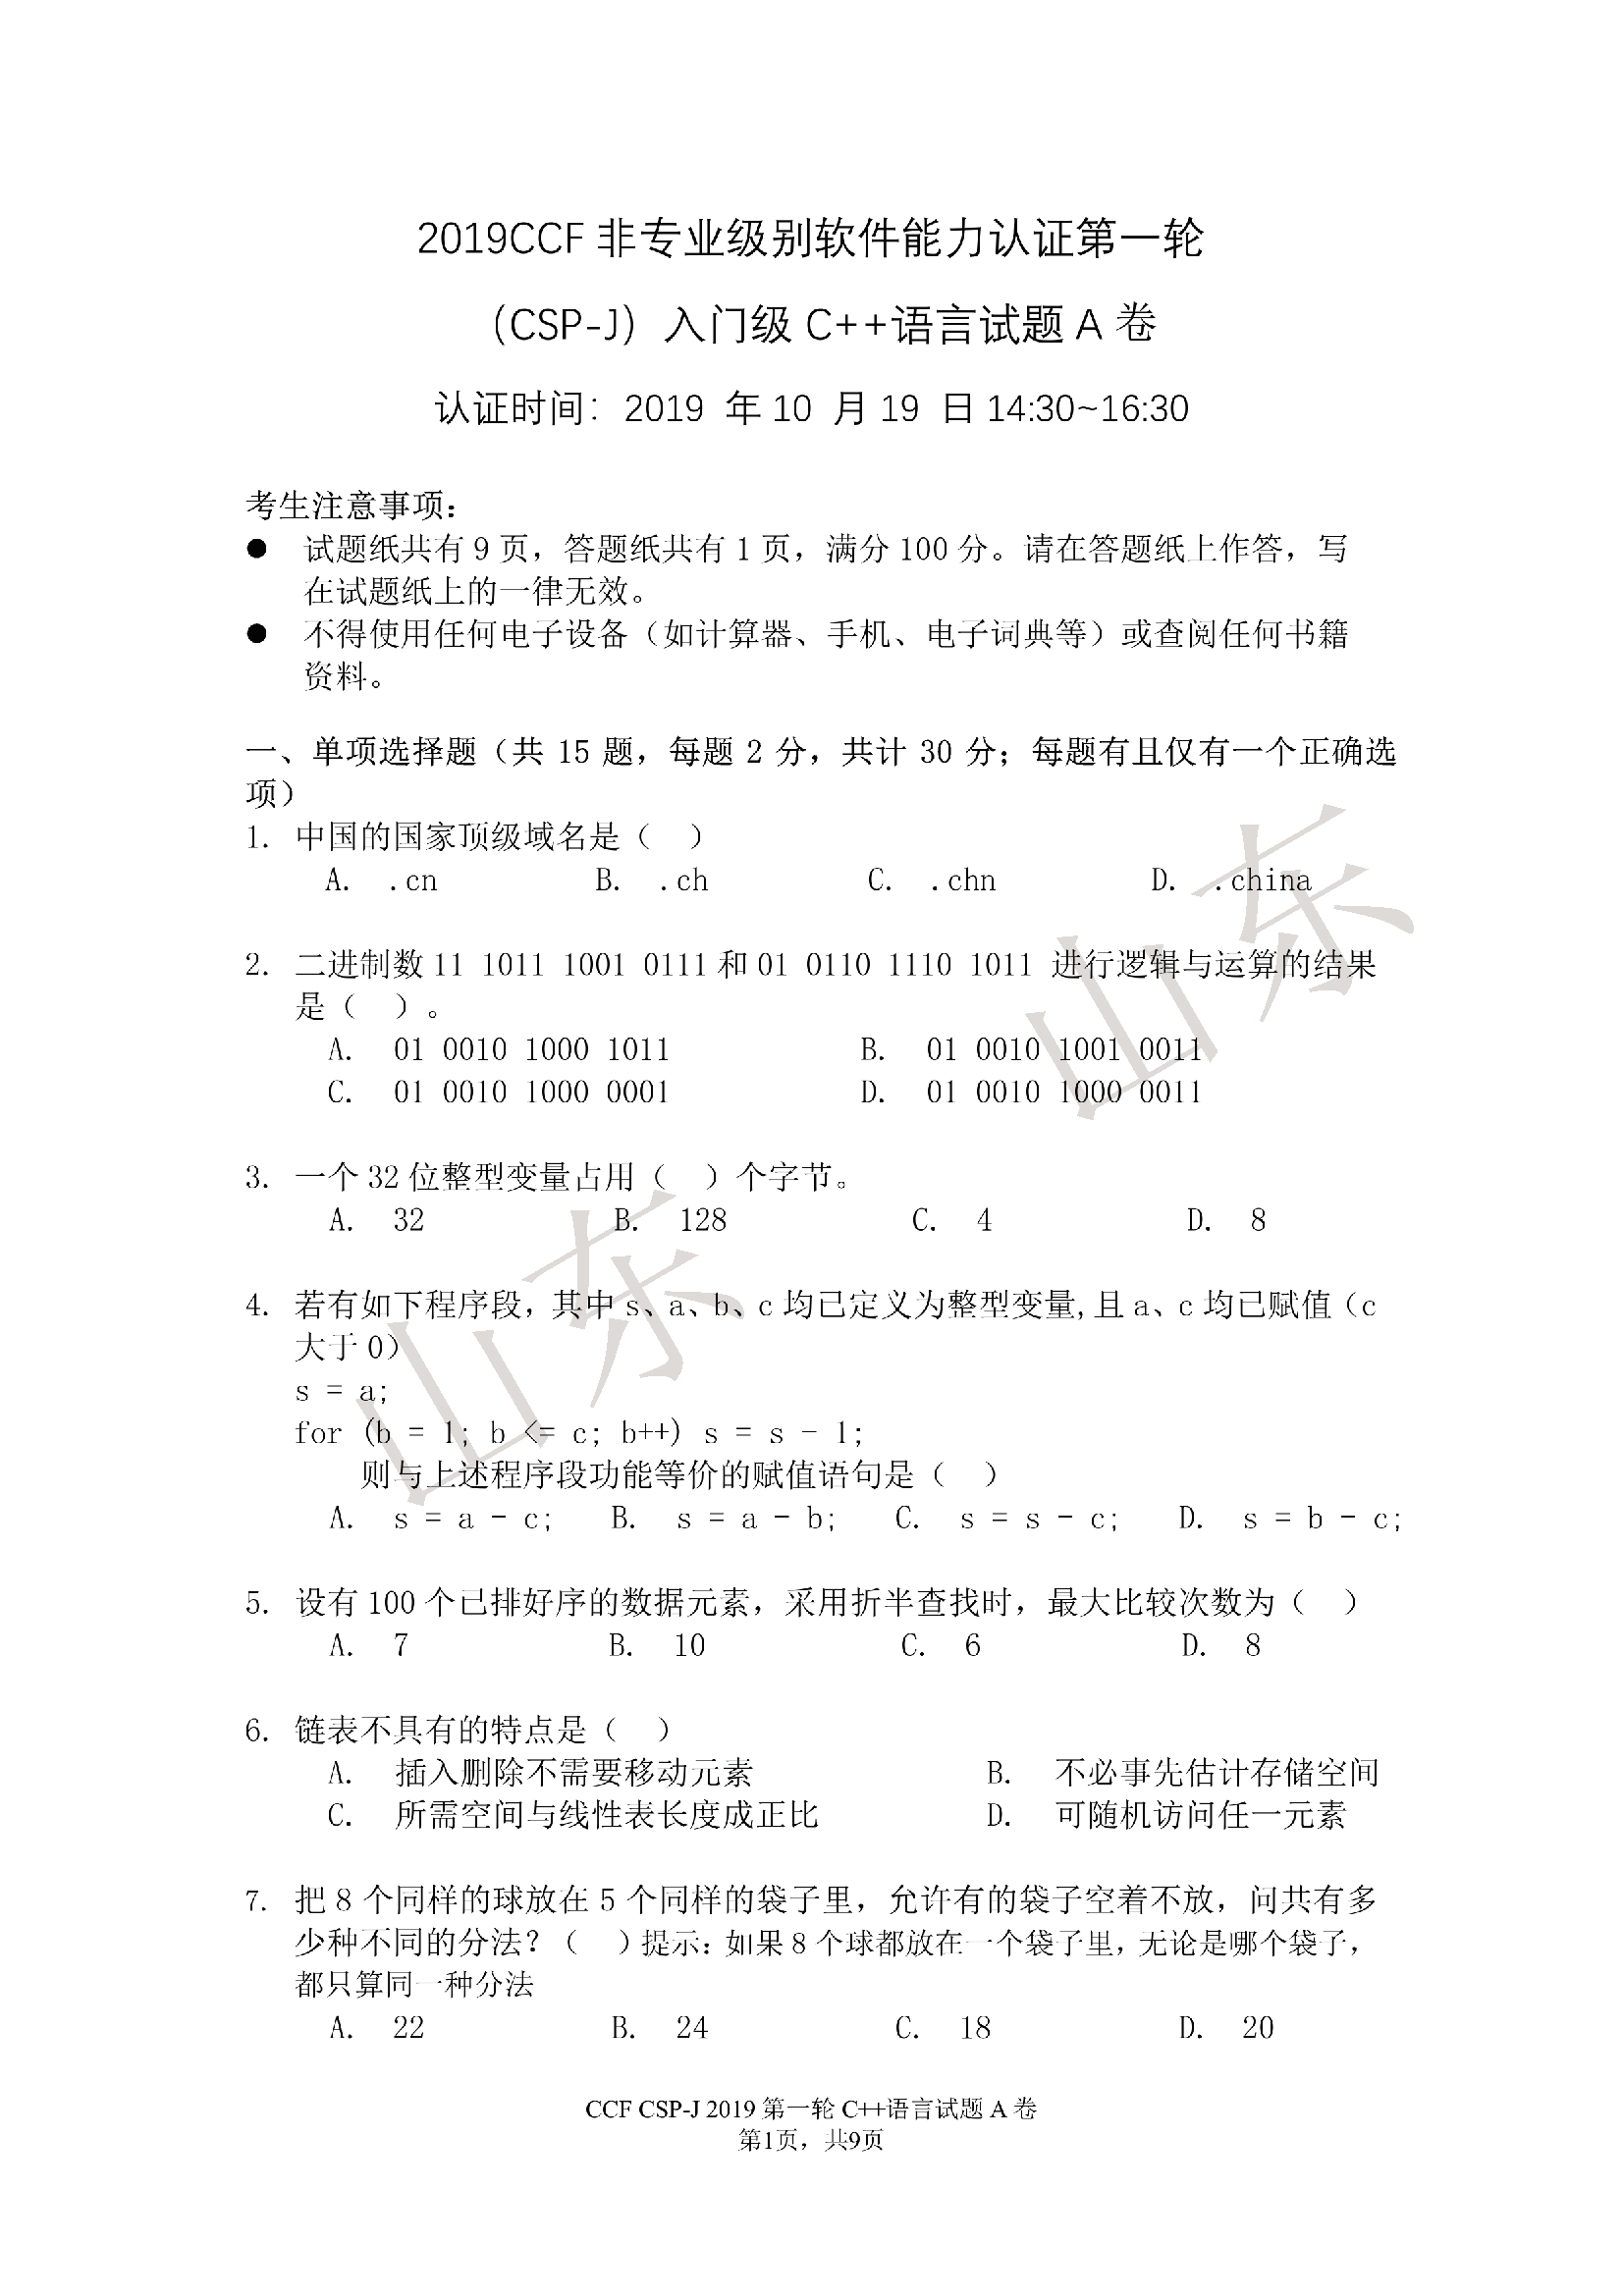 2019CCF 非专业级别软件能力认证第一轮
（CSP-J）入门级 C++语言试题 A 卷
认证时间：2019 年 10 月 19 日 14:30~16:30
考生注意事项：
● 试题纸共有 9 页，答题纸共有 1 页，满分 100 分。请在答题纸上作答，写
在试题纸上的一律无效。
● 不得使用任何电子设备（如计算器、手机、电子词典等）或查阅任何书籍
资料。
一、单项选择题（共 15 题，每题 2 分，共计 30 分；每题有且仅有一个正确选
项）
1. 中国的国家顶级域名是（ ）
A. .cn B. .ch C. .chn D. .china
2. 二进制数 11 1011 1001 0111 和 01 0110 1110 1011 进行逻辑与运算的结果
是（ ）。
A. 01 0010 1000 1011 B. 01 0010 1001 0011
C. 01 0010 1000 0001 D. 01 0010 1000 0011
3. 一个 32 位整型变量占用（ ）个字节。
A. 32 B. 128 C. 4 D. 8
4. 若有如下程序段，其中 s、a、b、c 均已定义为整型变量,且 a、c 均已赋值（c
大于 0）
s = a;
for (b = 1; b <= c; b++) s = s - 1;
则与上述程序段功能等价的赋值语句是（ ）
A. s = a - c; B. s = a - b; C. s = s - c; D. s = b - c;
5. 设有 100 个已排好序的数据元素，采用折半查找时，最大比较次数为（ ）
A. 7 B. 10 C. 6 D. 8
6. 链表不具有的特点是（ ）
A. 插入删除不需要移动元素 B. 不必事先估计存储空间
C. 所需空间与线性表长度成正比 D. 可随机访问任一元素
7. 把 8 个同样的球放在 5 个同样的袋子里，允许有的袋子空着不放，问共有多
少种不同的分法？（ ）提示：如果 8 个球都放在一个袋子里，无论是哪个袋子，
都只算同一种分法
A. 22 B. 24 C. 18 D. 20
CCF CSP-J 2019 第一轮 C++语言试题 A 卷
第1页，共9页
山东
山东